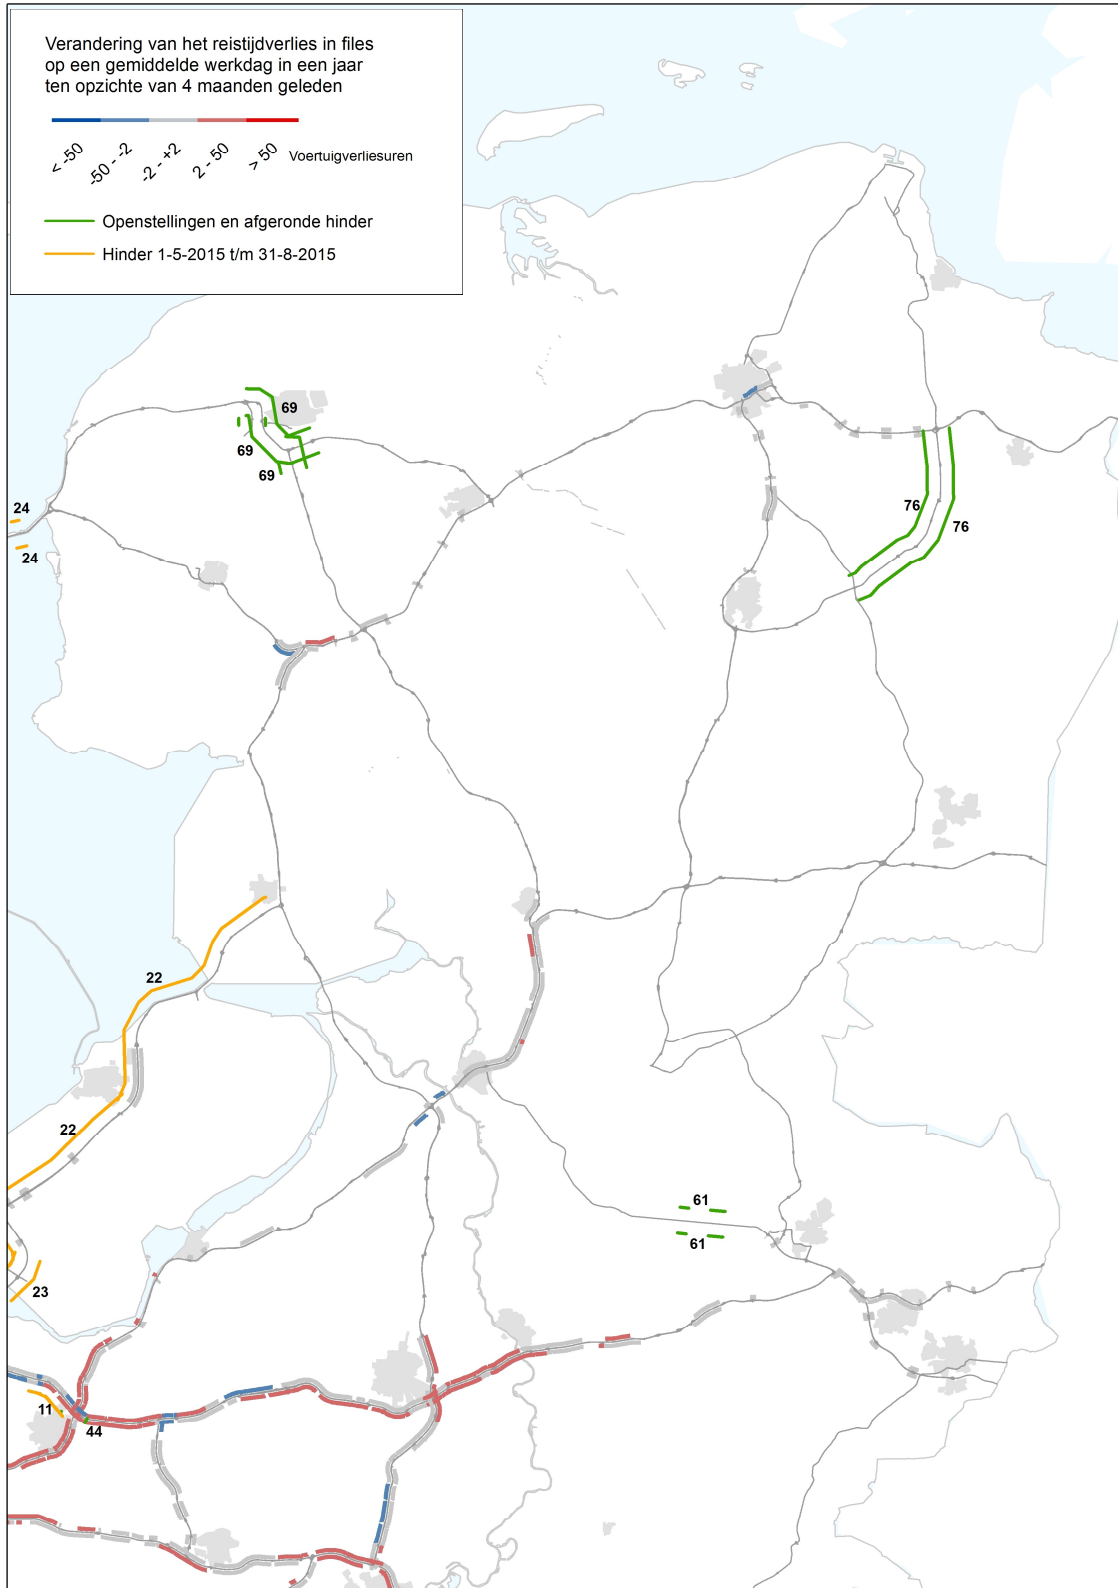 Verandering van het reistijdverlies in files
op een gemiddelde werkdag in een jaar
ten opzichte van 4 maanden geleden
< -50
-50 - -2
-2 - +2
2 - 50
> 50
Voertuigverliesuren
Openstellingen en afgeronde hinder
Hinder 1-5-2015 t/m 31-8-2015
69
69
69
24
24
76
76
22
22
61
61
23
11
44